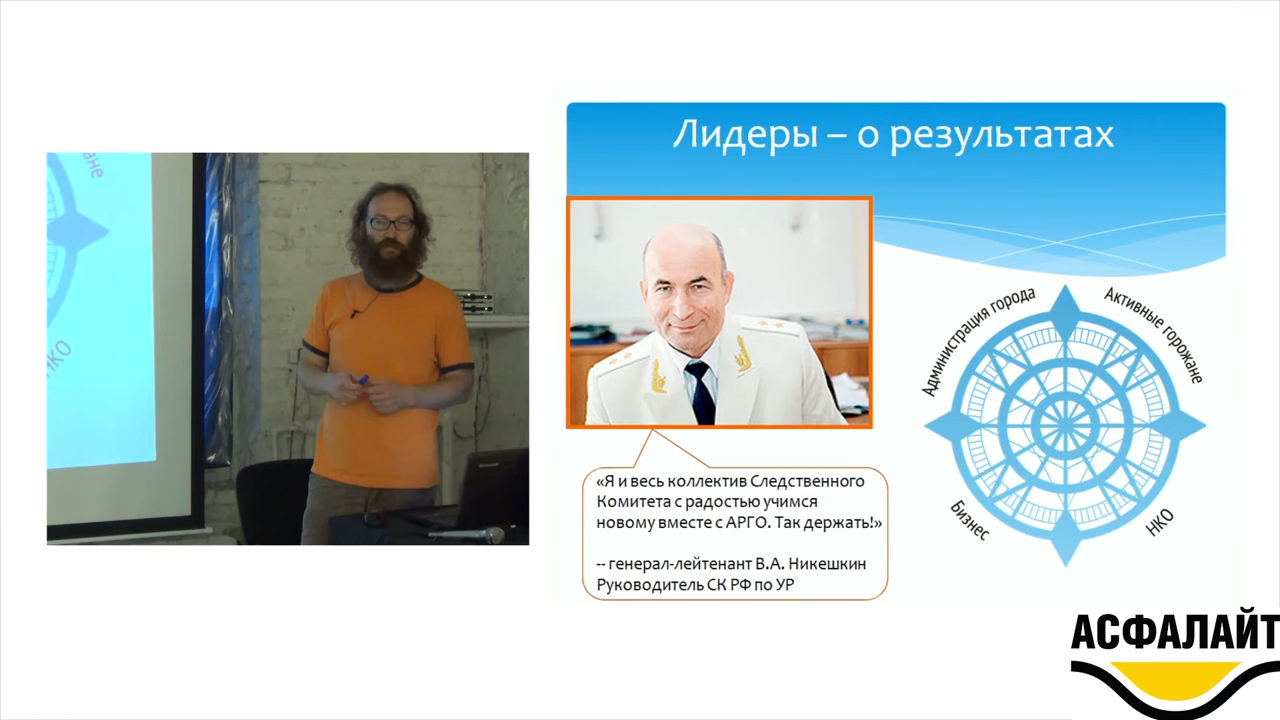 Лидеры – о результатах
Администрация города
Активные горожане
Бизнес
НКО
«Я и весь коллектив Следственного
Комитета с радостью учимся
новому вместе с АРГО. Так держать!»
-- генерал-лейтенант В.А. Никешкин
Руководитель СК РФ по УР
АСФАЛАЙТ